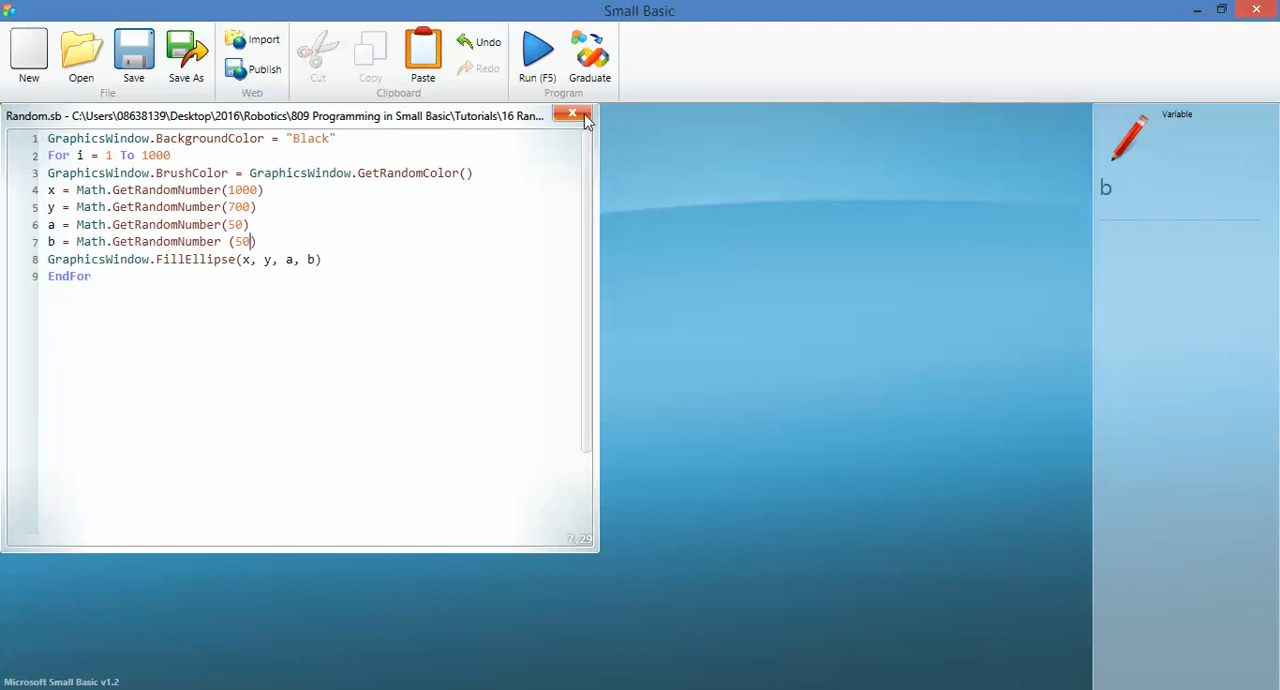 Small Basic
New
Open
Save
Save As
Import
Publish
Cut
Copy
Paste
Undo
Redo
Run (F5)
Graduate
File
Web
Clipboard
Program
Random.sb - C:\Users\08638139\Desktop\2016\Robotics\809 Programming in Small Basic\Tutorials\16 Ran...
1 GraphicsWindow.BackgroundColor = "Black"
2 For i = 1 To 1000
3 GraphicsWindow.BrushColor = GraphicsWindow.GetRandomColor()
4 x = Math.GetRandomNumber(1000)
5 y = Math.GetRandomNumber(700)
6 a = Math.GetRandomNumber(50)
7 b = Math.GetRandomNumber (50)
8 GraphicsWindow.FillEllipse(x, y, a, b)
9 EndFor
7,29
Variable
b
Microsoft Small Basic v1.2